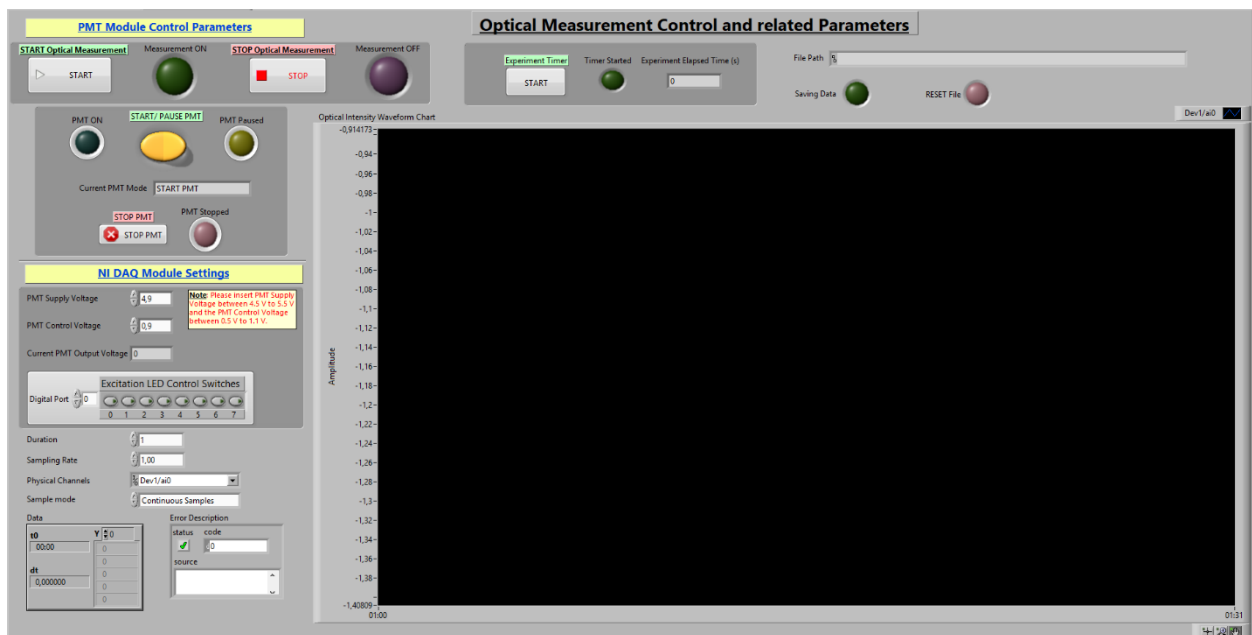 PMT Module Control Parameters
Optical Measurement Control and related Parameters
START Optical Measurement
Measurement ON
STOP Optical Measurement
Measurement OFF
START
STOP
Experiment Timer
Timer Started
Experiment Elapsed Time (s)
START
0
File Path
Saving Data
RESET File
PMT ON
START/ PAUSE PMT
PMT Paused
Current PMT Mode
START PMT
STOP PMT
PMT Stopped
STOP PMT
NI DAQ Module Settings
PMT Supply Voltage
4,9
Note: Please insert PMT Supply
Voltage between 4.5 V to 5.5 V
and the PMT Control Voltage
between 0.5 V to 1.1 V.
PMT Control Voltage
0,9
Current PMT Output Voltage
0
Excitation LED Control Switches
Digital Port
0
0 1 2 3 4 5 6 7
Duration
1
Sampling Rate
1,00
Physical Channels
Dev1/ai0
Sample mode
Continuous Samples
Data
t0
00:00
dt
0,000000
Y
0
0
0
0
0
0
Error Description
status
code
0
source
Optical Intensity Waveform Chart
Dev1/ai0
Amplitude
-0,914173
-0,94
-0,96
-0,98
-1
-1,02
-1,04
-1,06
-1,08
-1,1
-1,12
-1,14
-1,16
-1,18
-1,2
-1,22
-1,24
-1,26
-1,28
-1,3
-1,32
-1,34
-1,36
-1,38
-1,40809
01:00
01:31